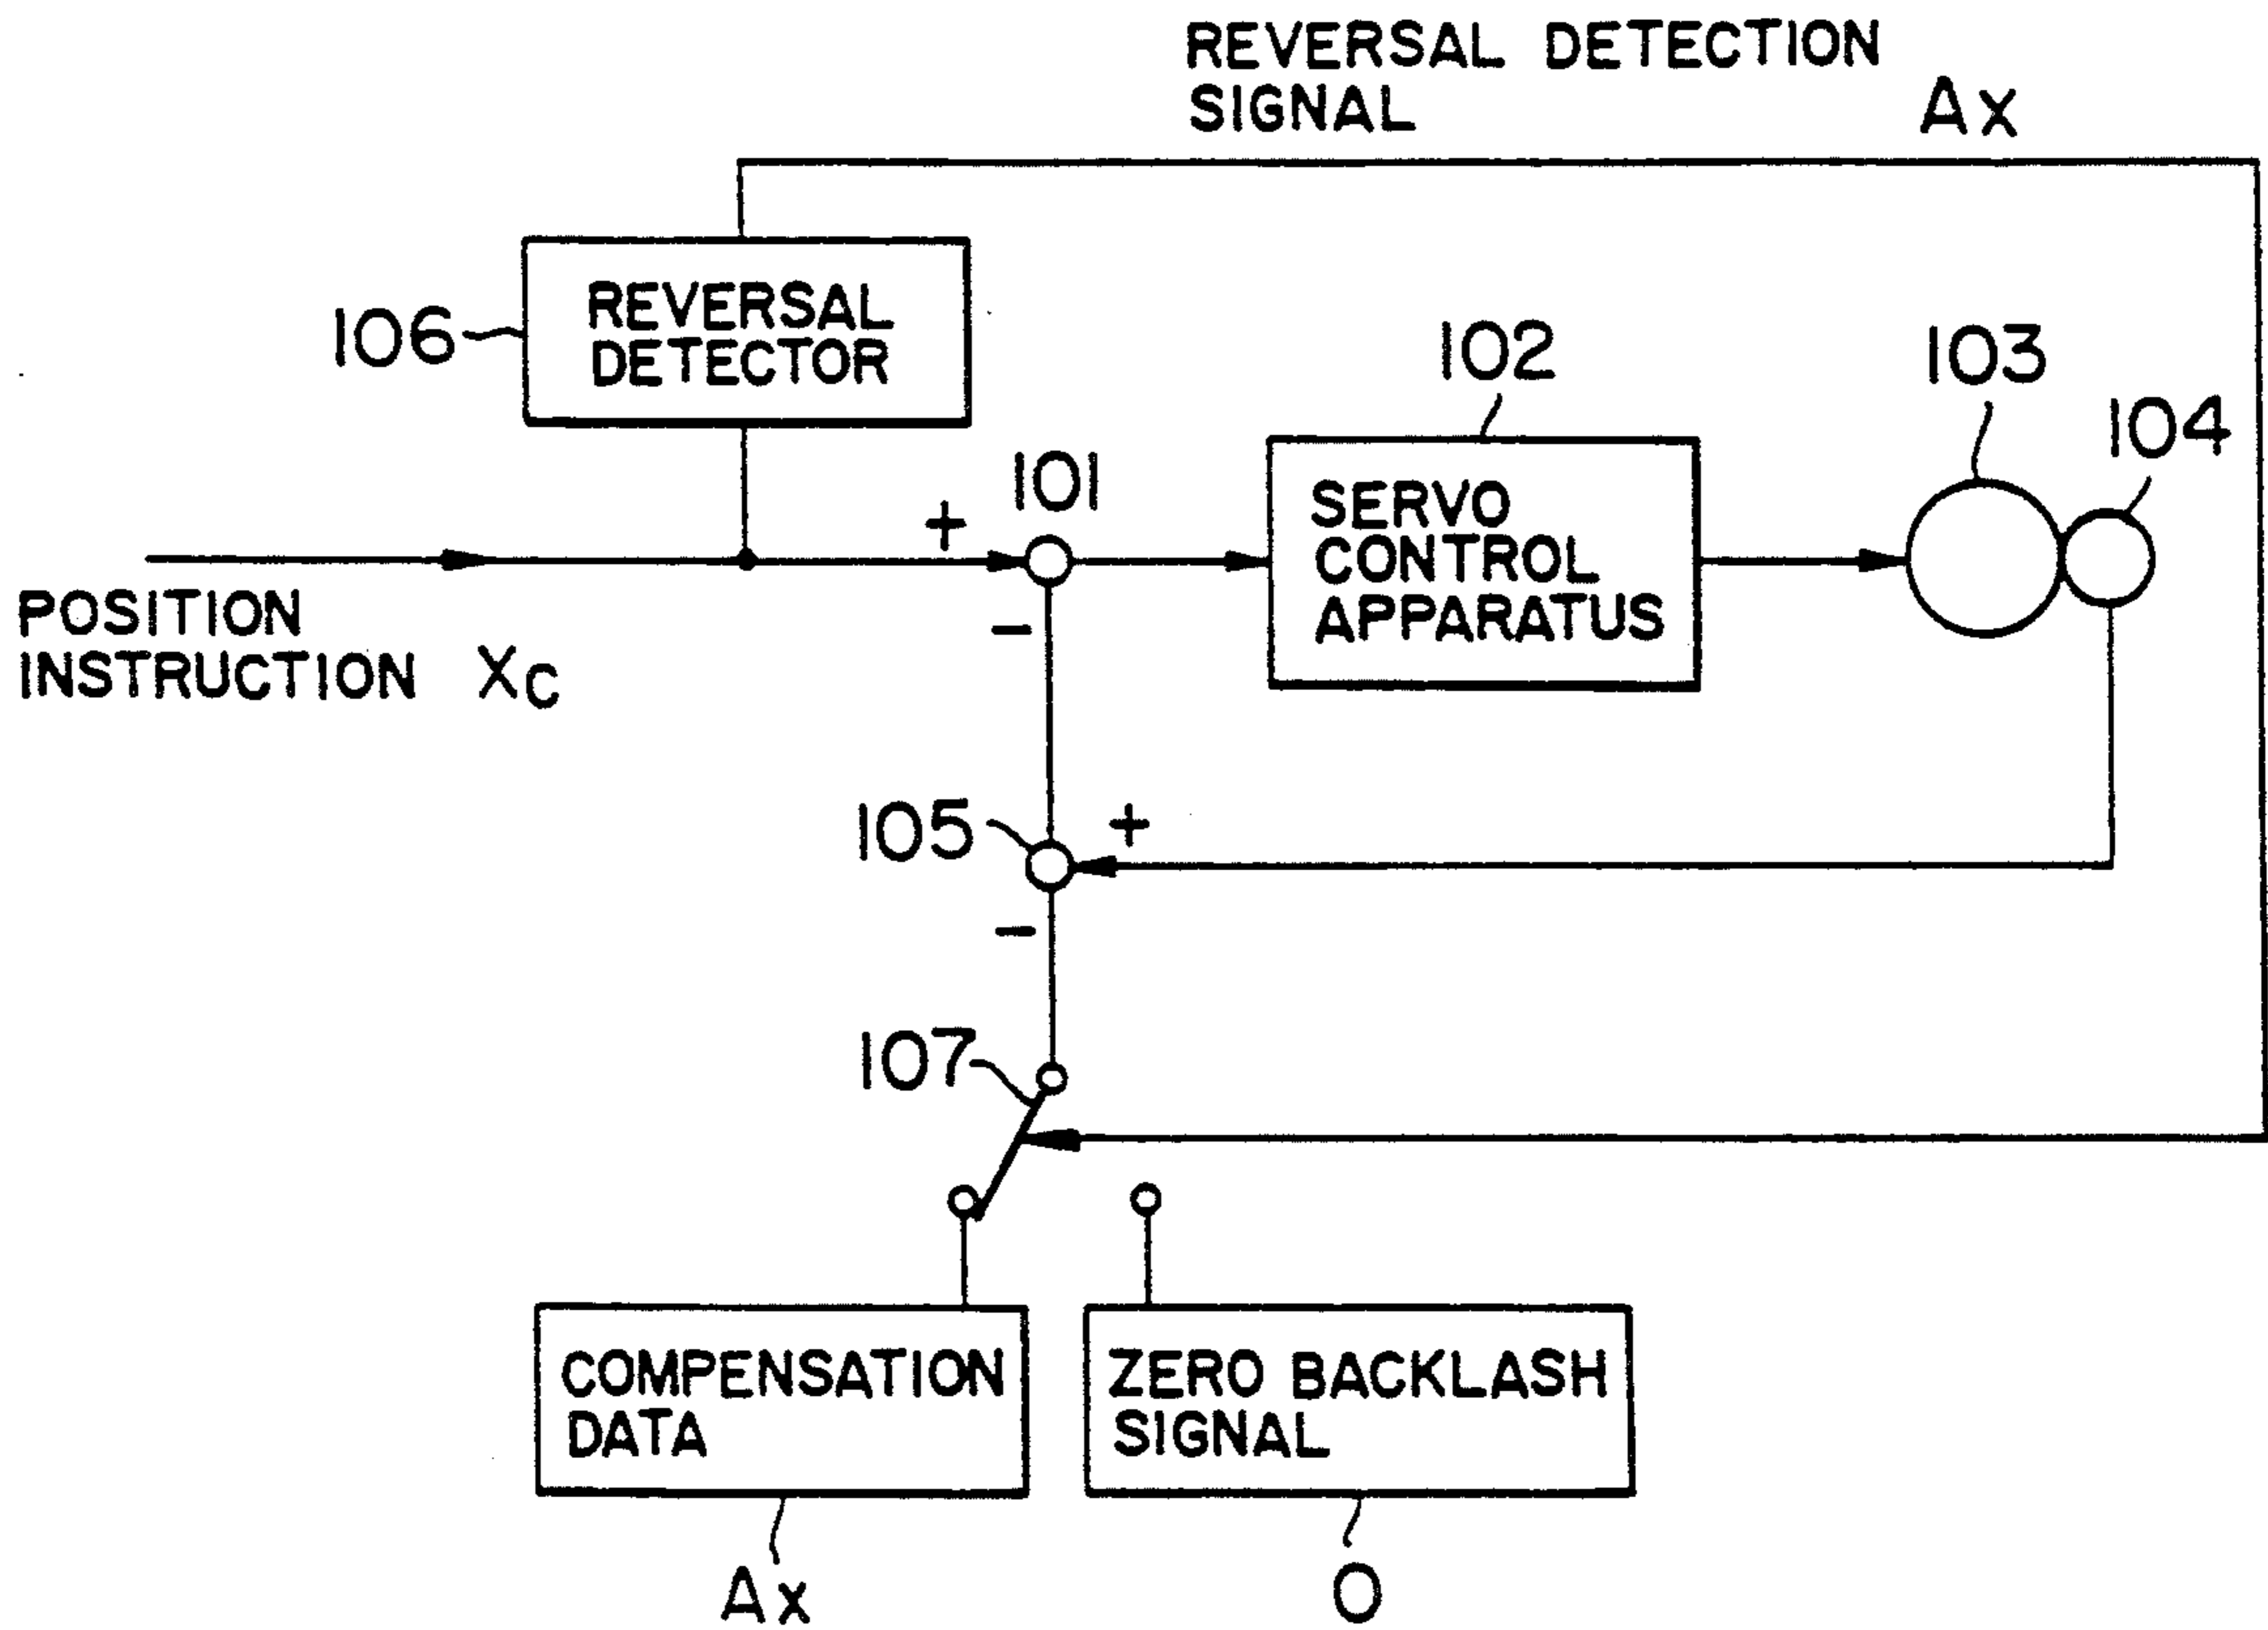 REVERSAL DETECTION
SIGNAL
Ax
106
REVERSAL
DETECTOR
102
103
104
101
+
SERVO
CONTROL
APPARATUS
POSITION
INSTRUCTION Xc
−
105
+
−
107
COMPENSATION
DATA
ZERO BACKLASH
SIGNAL
Ax
0